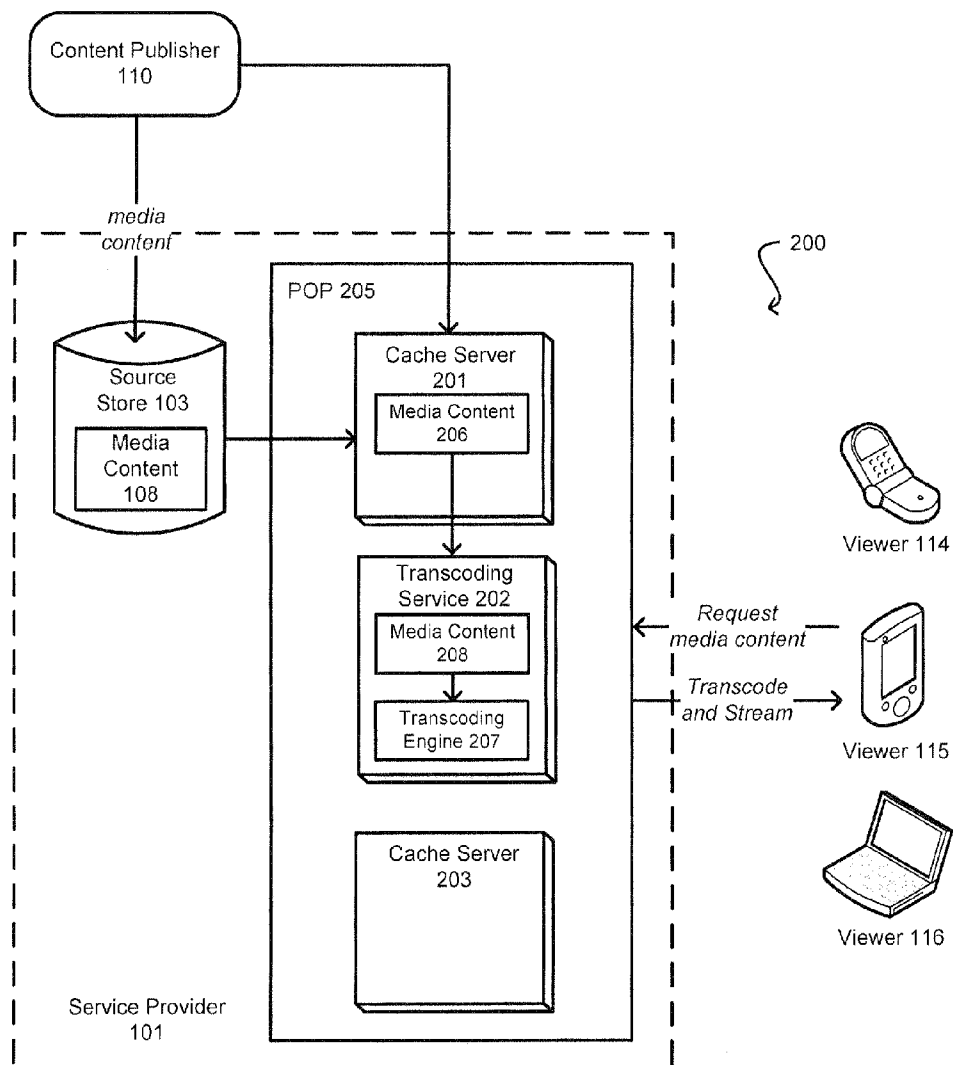 Content Publisher
110
media
content
200
POP 205
Cache Server
201
Media Content
206
Source
Store 103
Media
Content
108
Viewer 114
Transcoding
Service 202
Media Content
208
Transcoding
Engine 207
Request
media content
Transcode
and Stream
Viewer 115
Cache Server
203
Viewer 116
Service Provider
101